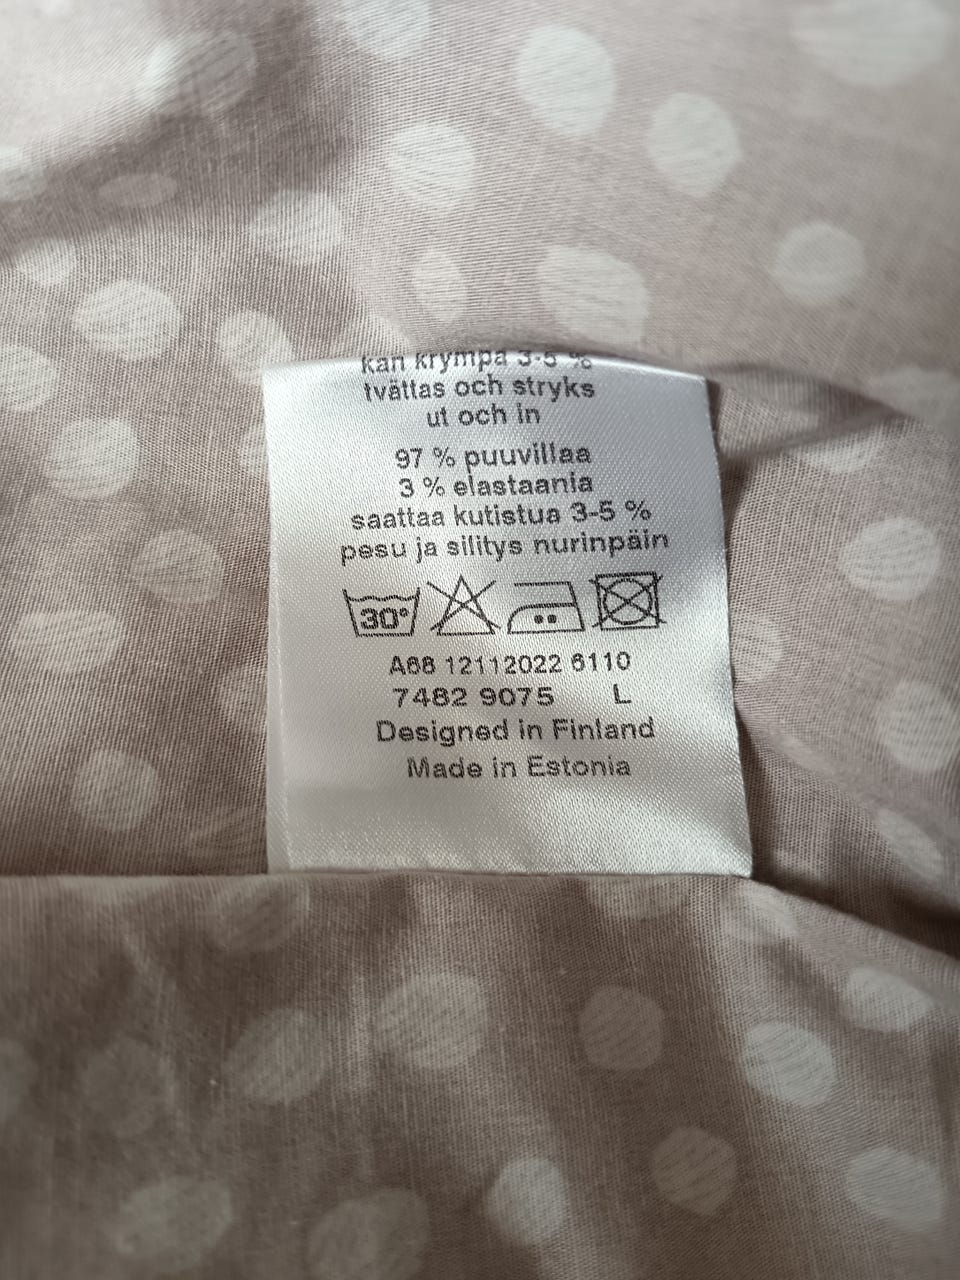 kan krympa 3-5 %
tvättas och stryks
ut och in
97 % puuvillaa
3 % elastaania
saattaa kutistua 3-5 %
pesu ja silitys nurinpäin
30°
A68 12112022 6110
7482 9075 L
Designed in Finland
Made in Estonia